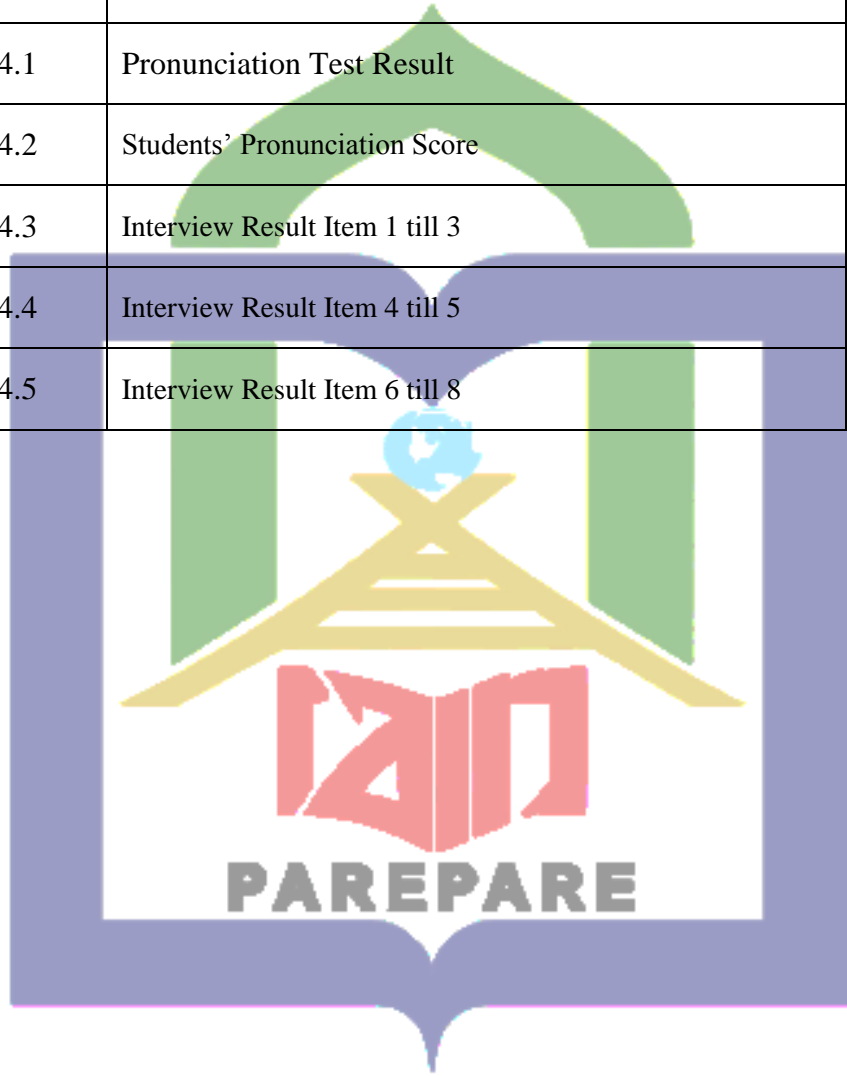 4.1 Pronunciation Test Result
4.2 Students’ Pronunciation Score
4.3 Interview Result Item 1 till 3
4.4 Interview Result Item 4 till 5
4.5 Interview Result Item 6 till 8
iain
PAREPARE